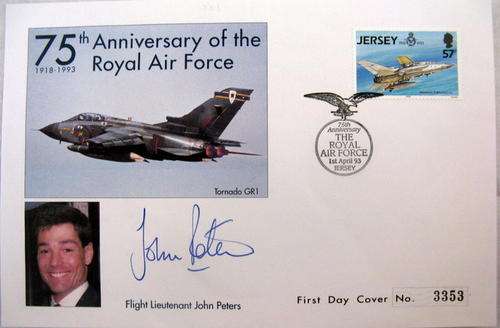 75th Anniversary of the
1918-1993 Royal Air Force
Tornado GR1
JERSEY
57p
75th
Anniversary
THE
ROYAL
AIR FORCE
1st April 93
JERSEY
John Peters
Flight Lieutenant John Peters
First Day Cover No. 3353